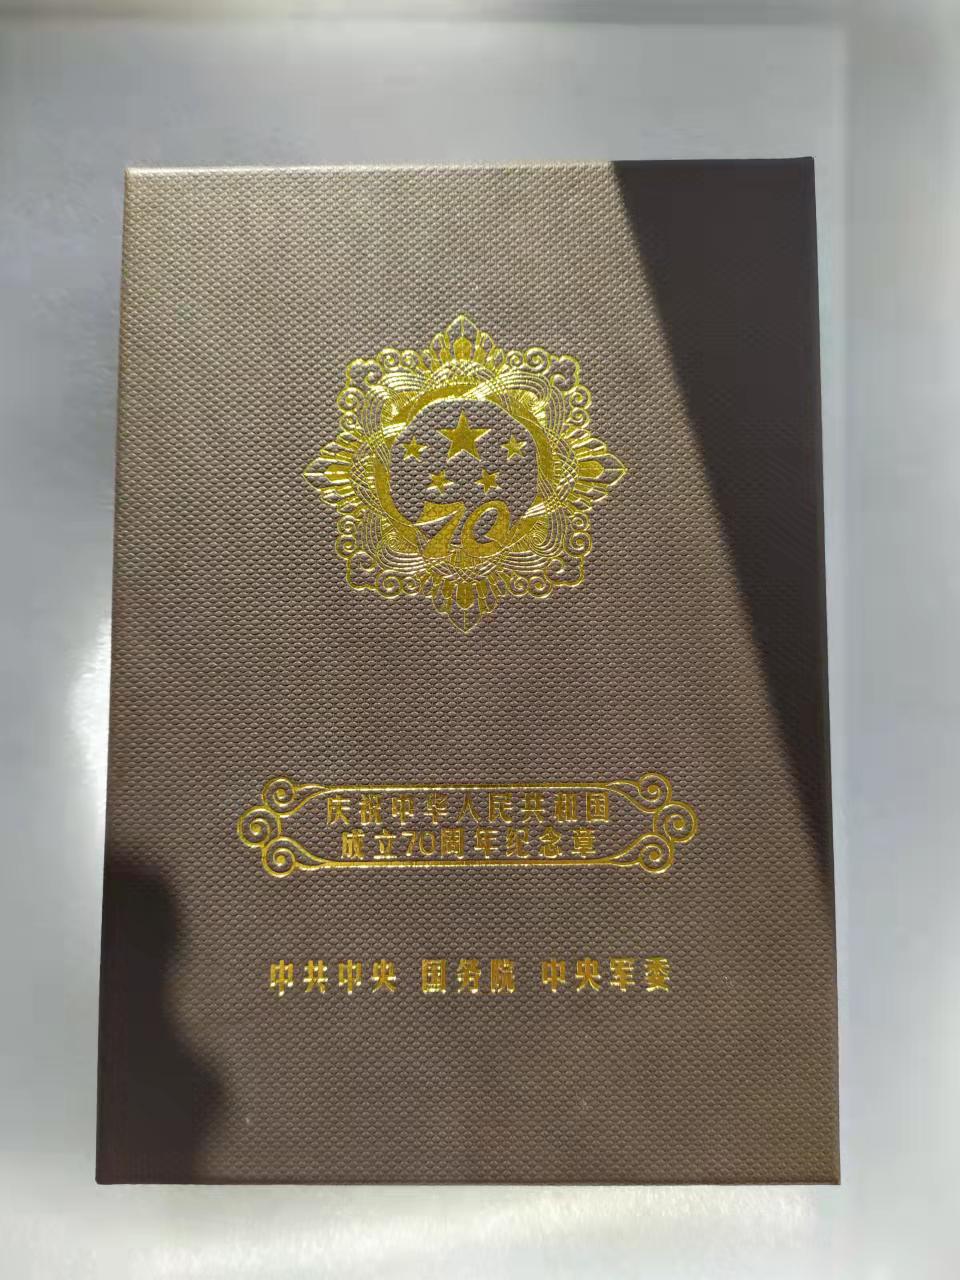 70
庆祝中华人民共和国
成立70周年纪念章
中共中央 国务院 中央军委